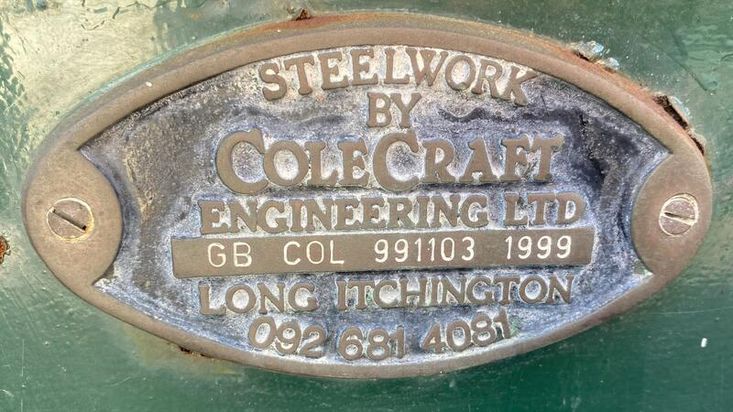 STEELWORK
BY
COLECRAFT
ENGINEERING LTD
GB COL 991103 1999
LONG ITCHINGTON
092 681 4081